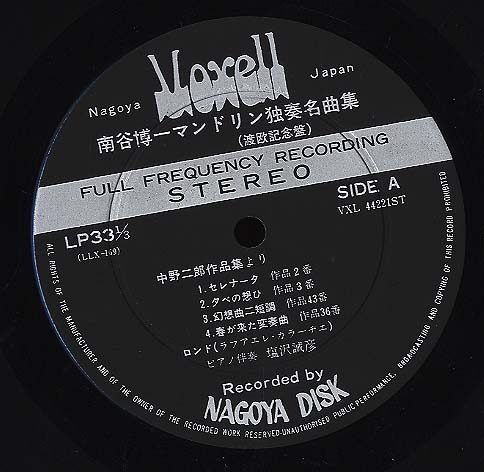 Voxell
Nagoya Japan
南谷博一マンドリン独奏名曲集
(渡欧記念盤)
FULL FREQUENCY RECORDING
STEREO
SIDE A
VXL 44221ST
LP33⅓
(LLX-149)
中野二郎作品集より
1.セレナータ 作品2番
2.夕べの想ひ 作品3番
3.幻想曲二短調 作品43番
4.春が来た変奏曲 作品36番
ロンド(ラファエレ・カラーチエ)
ピアノ伴奏 塩沢誠彦
Recorded by
NAGOYA DISK
ALL RIGHTS OF THE MANUFACTURER AND OF THE OWNER OF THE RECORDED WORK RESERVED-UNAUTHORISED PUBLIC PERFORMANCE, BROADCASTING AND COPYING OF THIS RECORD PROHIBITED